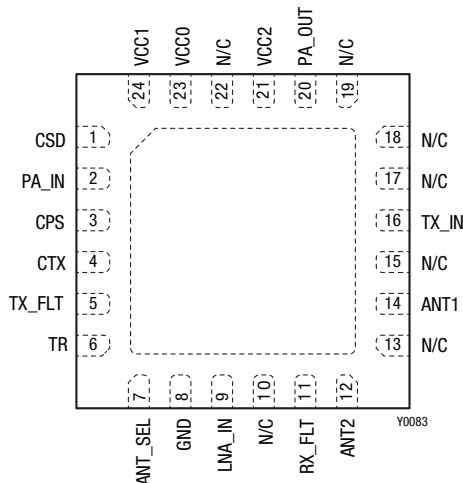 VCC1 VCC0 N/C VCC2 PA_OUT N/C
24 23 22 21 20 19
CSD 1 18 N/C
PA_IN 2 17 N/C
CPS 3 16 TX_IN
CTX 4 15 N/C
TX_FLT 5 14 ANT1
TR 6 13 N/C
7 8 9 10 11 12
ANT_SEL GND LNA_IN N/C RX_FLT ANT2
Y0083